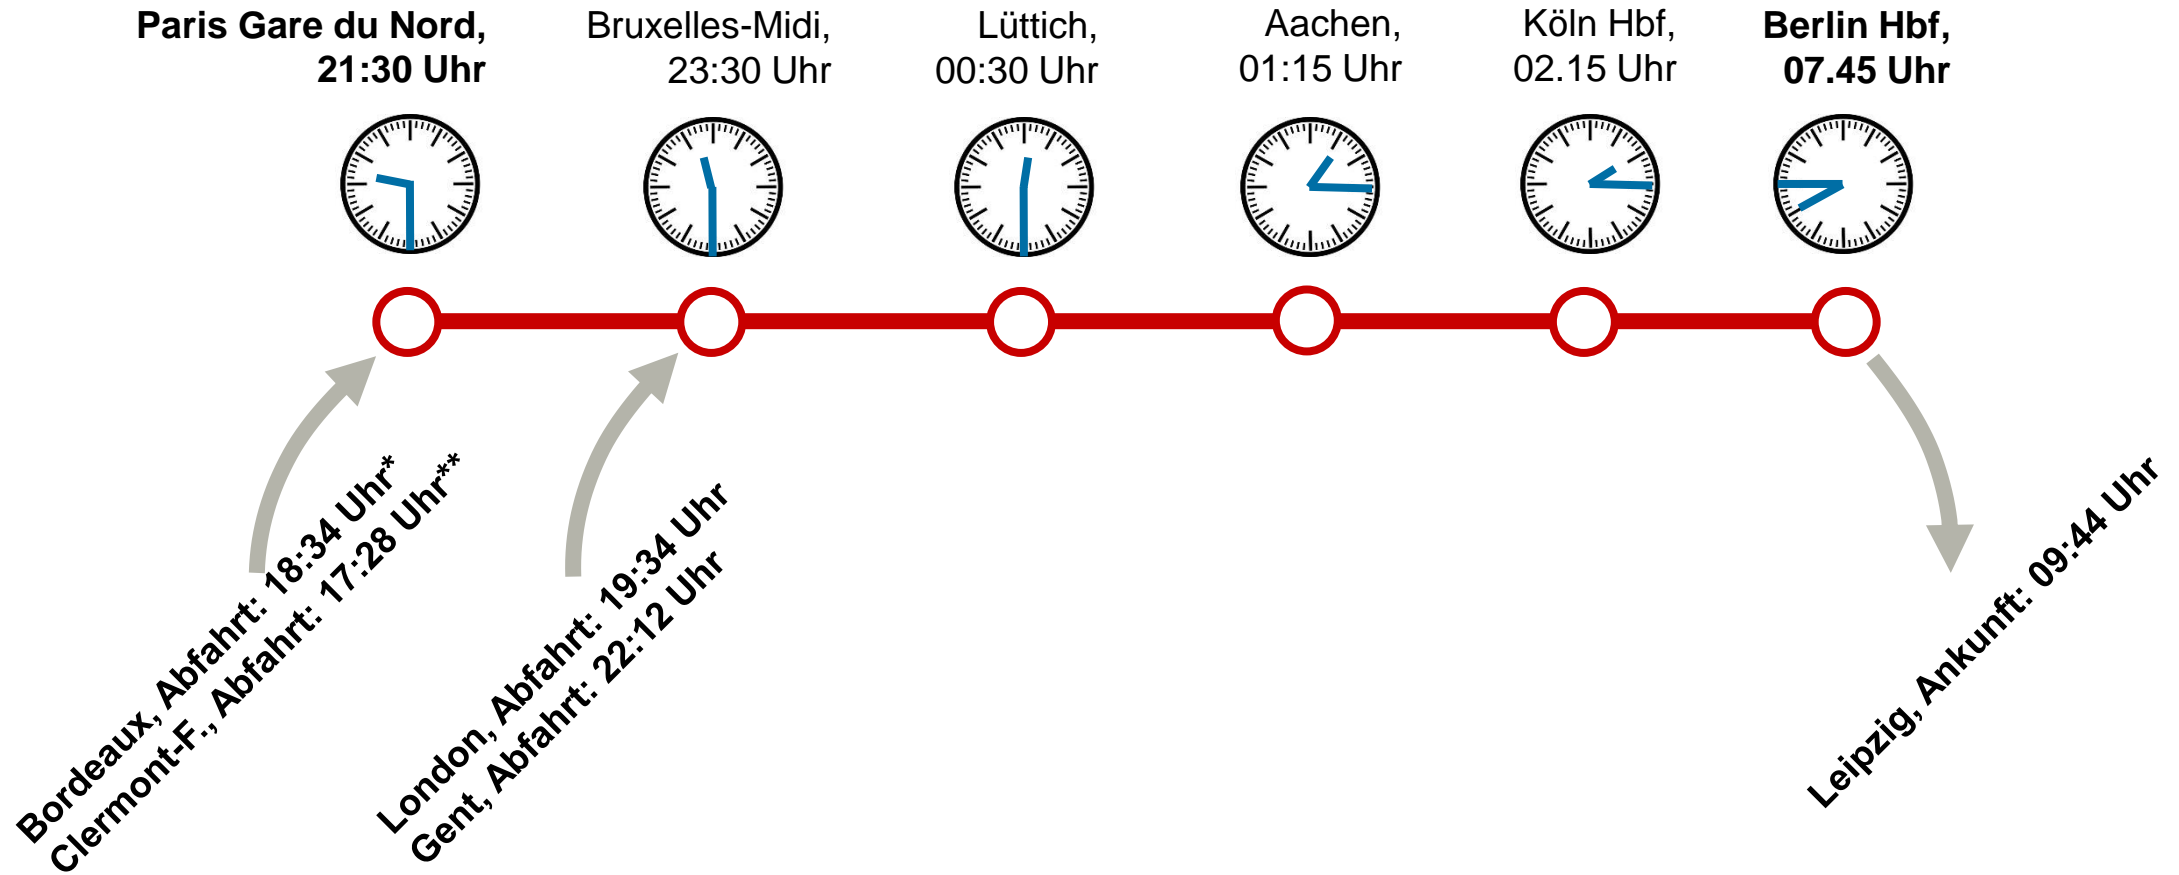 Paris Gare du Nord,
21:30 Uhr
Bruxelles-Midi,
23:30 Uhr
Lüttich,
00:30 Uhr
Aachen,
01:15 Uhr
Köln Hbf,
02.15 Uhr
Berlin Hbf,
07.45 Uhr
Bordeaux, Abfahrt: 18:34 Uhr*
Clermont-F., Abfahrt: 17:28 Uhr**
London, Abfahrt: 19:34 Uhr
Gent, Abfahrt: 22:12 Uhr
Leipzig, Ankunft: 09:44 Uhr